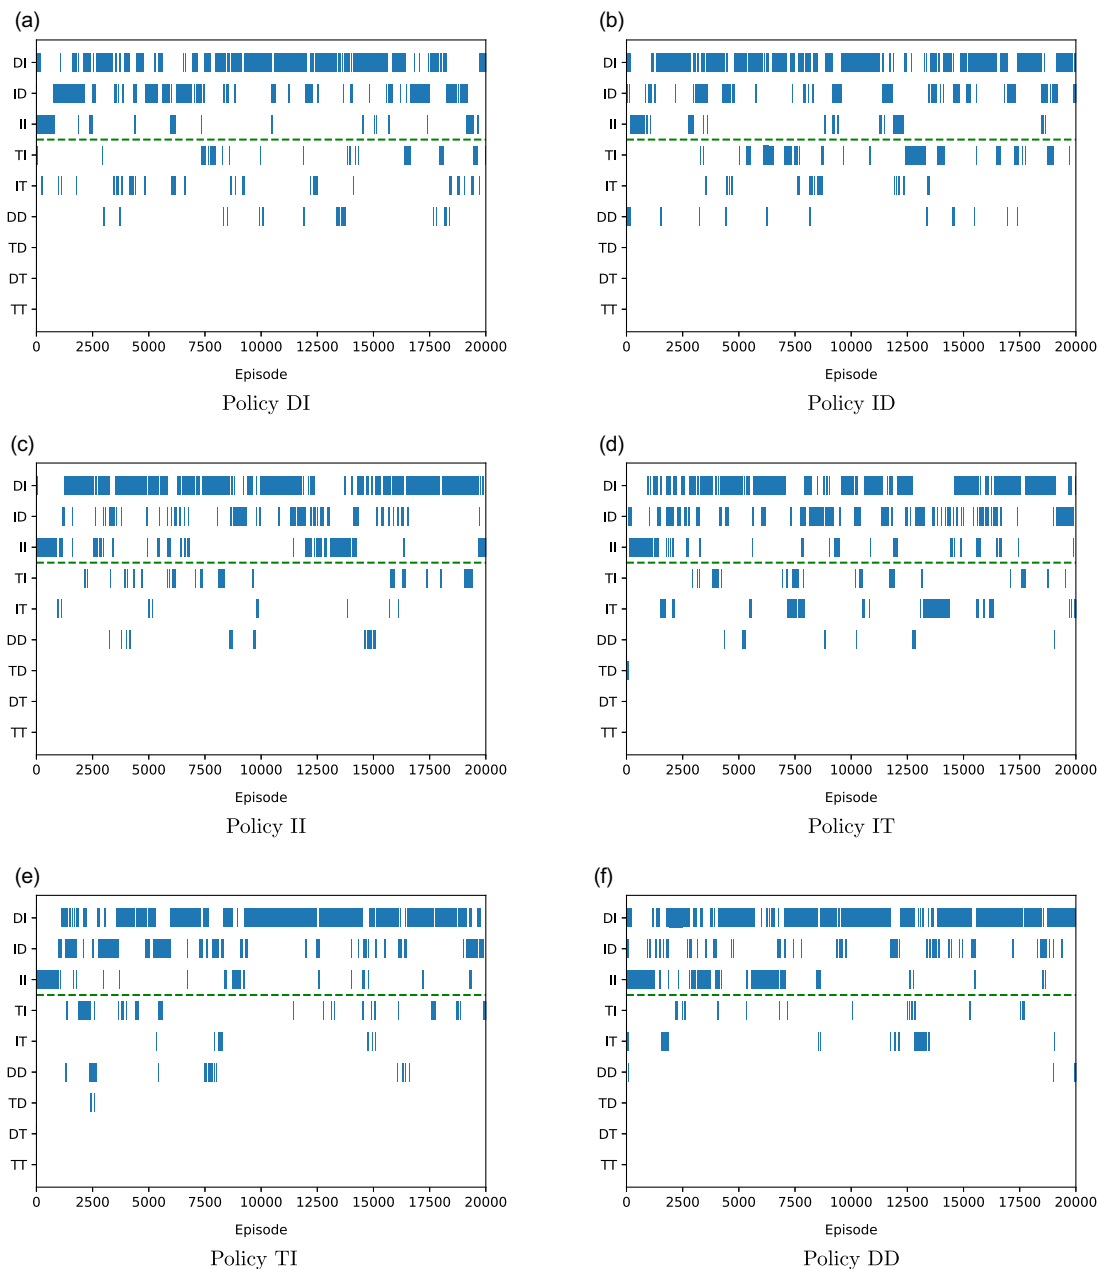 (a)
DI
ID
II
TI
IT
DD
TD
DT
TT
0 2500 5000 7500 10000 12500 15000 17500 20000
Episode
Policy DI
(b)
DI
ID
II
TI
IT
DD
TD
DT
TT
0 2500 5000 7500 10000 12500 15000 17500 20000
Episode
Policy ID
(c)
DI
ID
II
TI
IT
DD
TD
DT
TT
0 2500 5000 7500 10000 12500 15000 17500 20000
Episode
Policy II
(d)
DI
ID
II
TI
IT
DD
TD
DT
TT
0 2500 5000 7500 10000 12500 15000 17500 20000
Episode
Policy IT
(e)
DI
ID
II
TI
IT
DD
TD
DT
TT
0 2500 5000 7500 10000 12500 15000 17500 20000
Episode
Policy TI
(f)
DI
ID
II
TI
IT
DD
TD
DT
TT
0 2500 5000 7500 10000 12500 15000 17500 20000
Episode
Policy DD